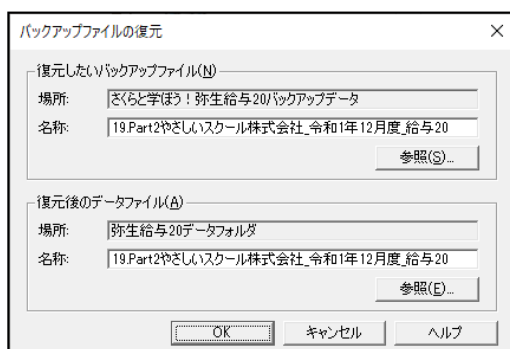 バックアップファイルの復元
復元したいバックアップファイル(N)
場所: さくらと学ぼう!弥生給与20バックアップデータ
名称: 19.Part2やさしいスクール株式会社_令和1年12月度_給与20
参照(S)...
復元後のデータファイル(A)
場所: 弥生給与20データフォルダ
名称: 19.Part2やさしいスクール株式会社_令和1年12月度_給与20
参照(E)...
OK キャンセル ヘルプ